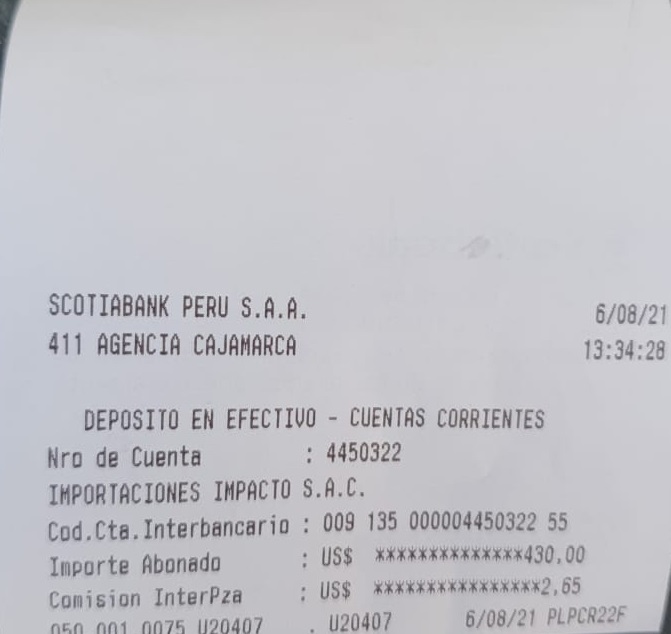 SCOTIABANK PERU S.A.A. 6/08/21
411 AGENCIA CAJAMARCA 13:34:28
DEPOSITO EN EFECTIVO - CUENTAS CORRIENTES
Nro de Cuenta : 4450322
IMPORTACIONES IMPACTO S.A.C.
Cod.Cta.Interbancario : 009 135 000004450322 55
Importe Abonado : US$ **************430,00
Comision InterPza : US$ ****************2,65
050 001 0075 U20407 . U20407 6/08/21 PLPCR22F